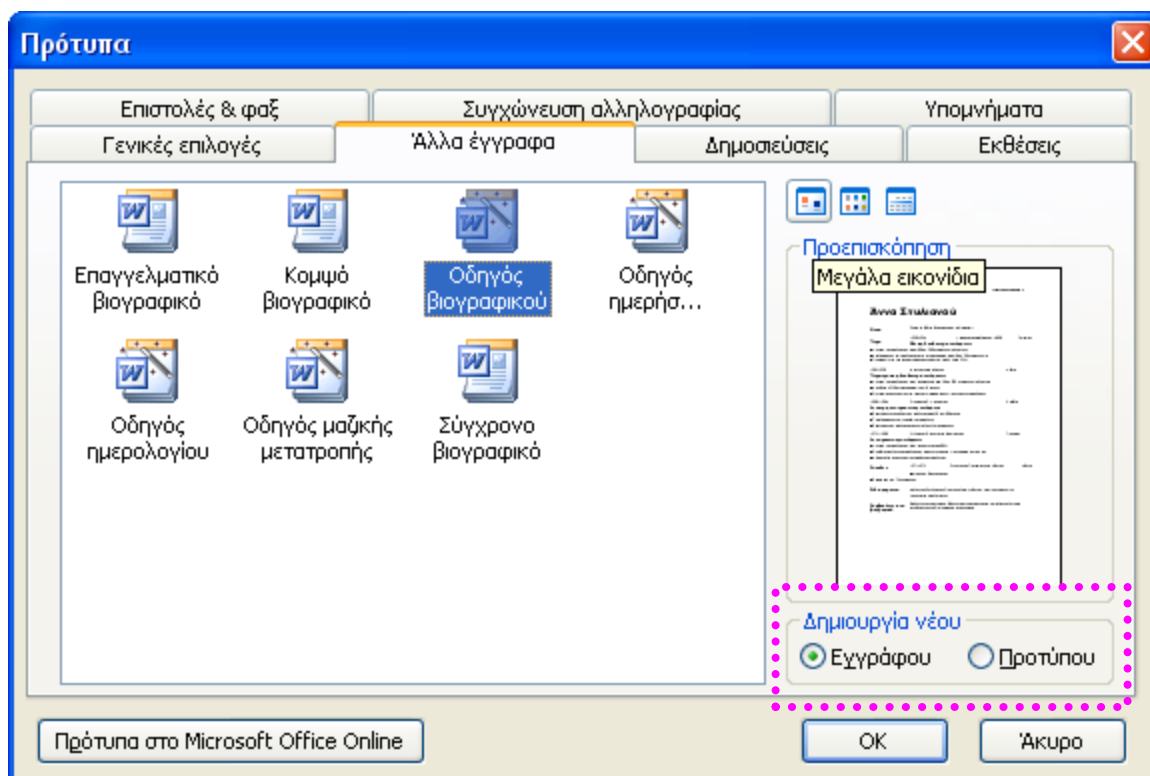 Πρότυπα
Επιστολές & φαξ
Συγχώνευση αλληλογραφίας
Υπομνήματα
Γενικές επιλογές
Άλλα έγγραφα
Δημοσιεύσεις
Εκθέσεις
Επαγγελματικό
βιογραφικό
Κομψό
βιογραφικό
Οδηγός
βιογραφικού
Οδηγός
ημερήσ...
Οδηγός
ημερολογίου
Οδηγός μαζικής
μετατροπής
Σύγχρονο
βιογραφικό
Προεπισκόπηση
Μεγάλα εικονίδια
Άννα Στυλιανού
Δημιουργία νέου
Εγγράφου
Προτύπου
Πρότυπα στο Microsoft Office Online
OK
Άκυρο